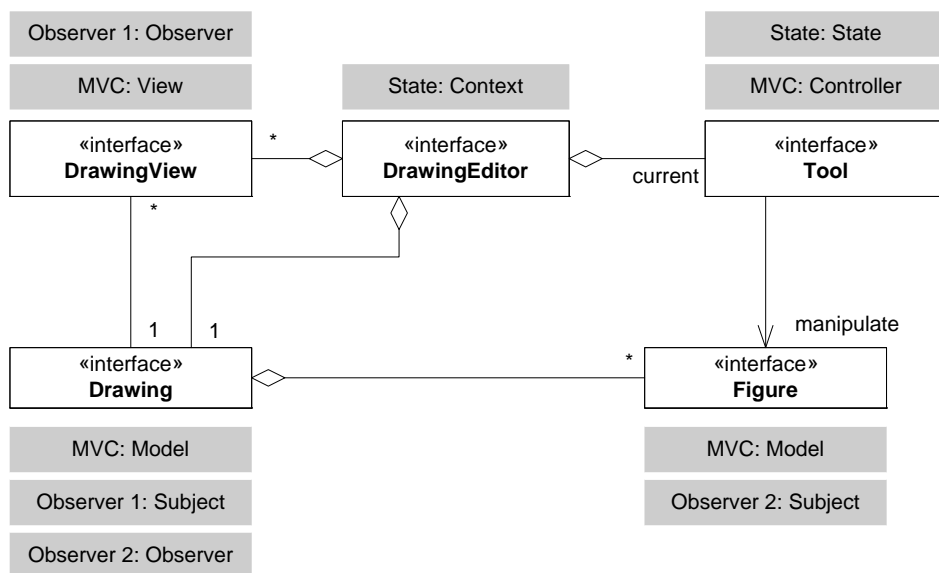 Observer 1: Observer
MVC: View
«interface»
DrawingView
*
*
State: Context
«interface»
DrawingEditor
current
State: State
MVC: Controller
«interface»
Tool
manipulate
1
1
«interface»
Drawing
*
«interface»
Figure
MVC: Model
Observer 1: Subject
Observer 2: Observer
MVC: Model
Observer 2: Subject